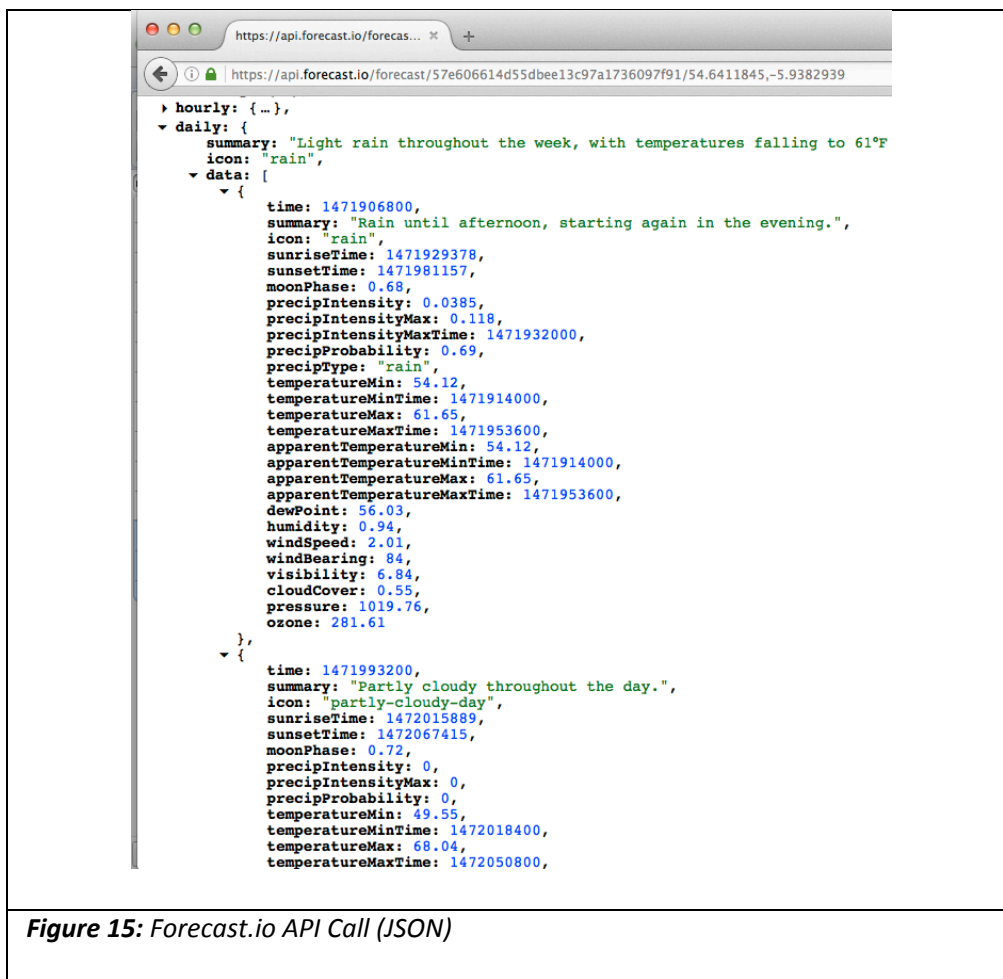 https://api.forecast.io/forecas... × +
https://api.forecast.io/forecast/57e606614d55dbee13c97a1736097f91/54.6411845,-5.9382939
hourly: {…},
daily: {
summary: "Light rain throughout the week, with temperatures falling to 61°F
icon: "rain",
data: [
{
time: 1471906800,
summary: "Rain until afternoon, starting again in the evening.",
icon: "rain",
sunriseTime: 1471929378,
sunsetTime: 1471981157,
moonPhase: 0.68,
precipIntensity: 0.0385,
precipIntensityMax: 0.118,
precipIntensityMaxTime: 1471932000,
precipProbability: 0.69,
precipType: "rain",
temperatureMin: 54.12,
temperatureMinTime: 1471914000,
temperatureMax: 61.65,
temperatureMaxTime: 1471953600,
apparentTemperatureMin: 54.12,
apparentTemperatureMinTime: 1471914000,
apparentTemperatureMax: 61.65,
apparentTemperatureMaxTime: 1471953600,
dewPoint: 56.03,
humidity: 0.94,
windSpeed: 2.01,
windBearing: 84,
visibility: 6.84,
cloudCover: 0.55,
pressure: 1019.76,
ozone: 281.61
},
{
time: 1471993200,
summary: "Partly cloudy throughout the day.",
icon: "partly-cloudy-day",
sunriseTime: 1472015889,
sunsetTime: 1472067415,
moonPhase: 0.72,
precipIntensity: 0,
precipIntensityMax: 0,
precipProbability: 0,
temperatureMin: 49.55,
temperatureMinTime: 1472018400,
temperatureMax: 68.04,
temperatureMaxTime: 1472050800,
Figure 15: Forecast.io API Call (JSON)